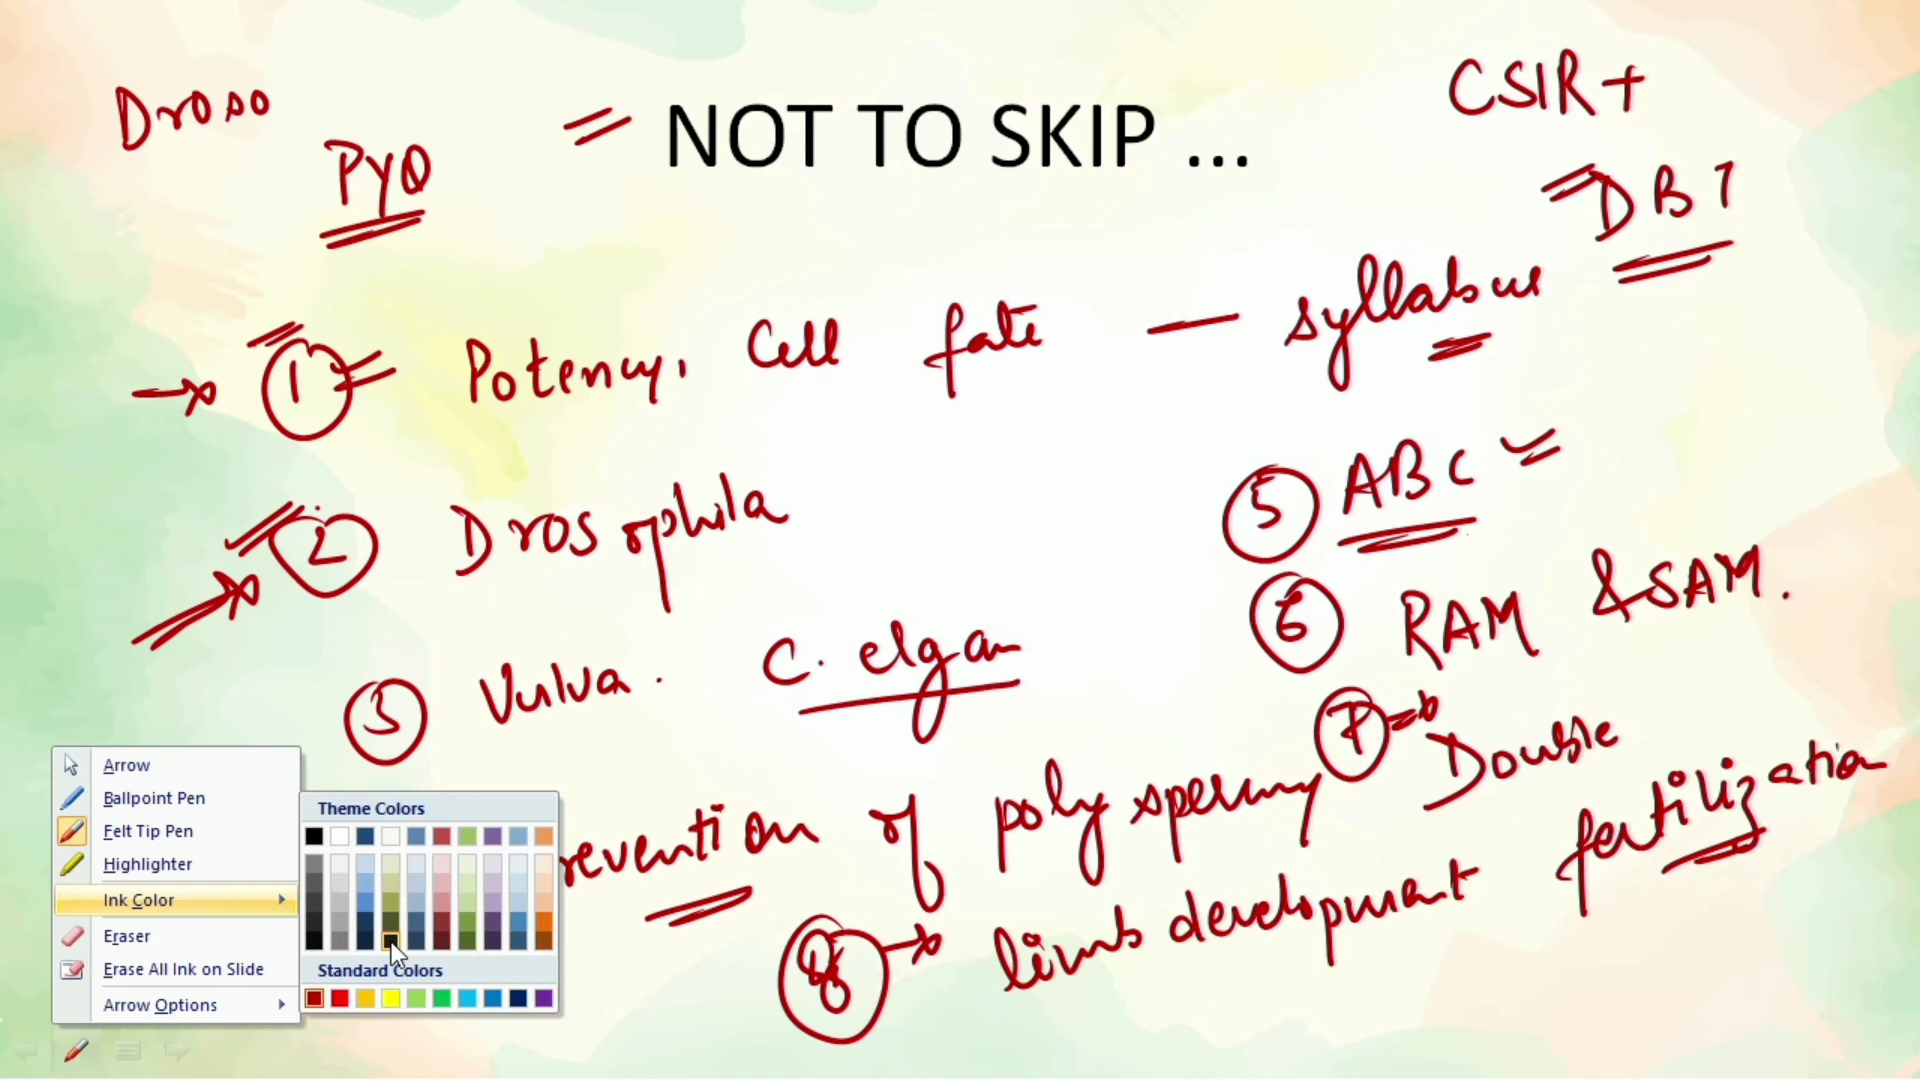 Droso
PYQ
NOT TO SKIP ...
CSIR +
DBT
1 Potency, Cell fate — syllabus
2 Drosophila
3 Vulva. C. elgan
revention of poly spermy
5 ABC
6 RAM & SAM.
7 Double
fertilization
8 limb development
Arrow
Ballpoint Pen
Felt Tip Pen
Highlighter
Ink Color
Eraser
Erase All Ink on Slide
Arrow Options
Theme Colors
Standard Colors